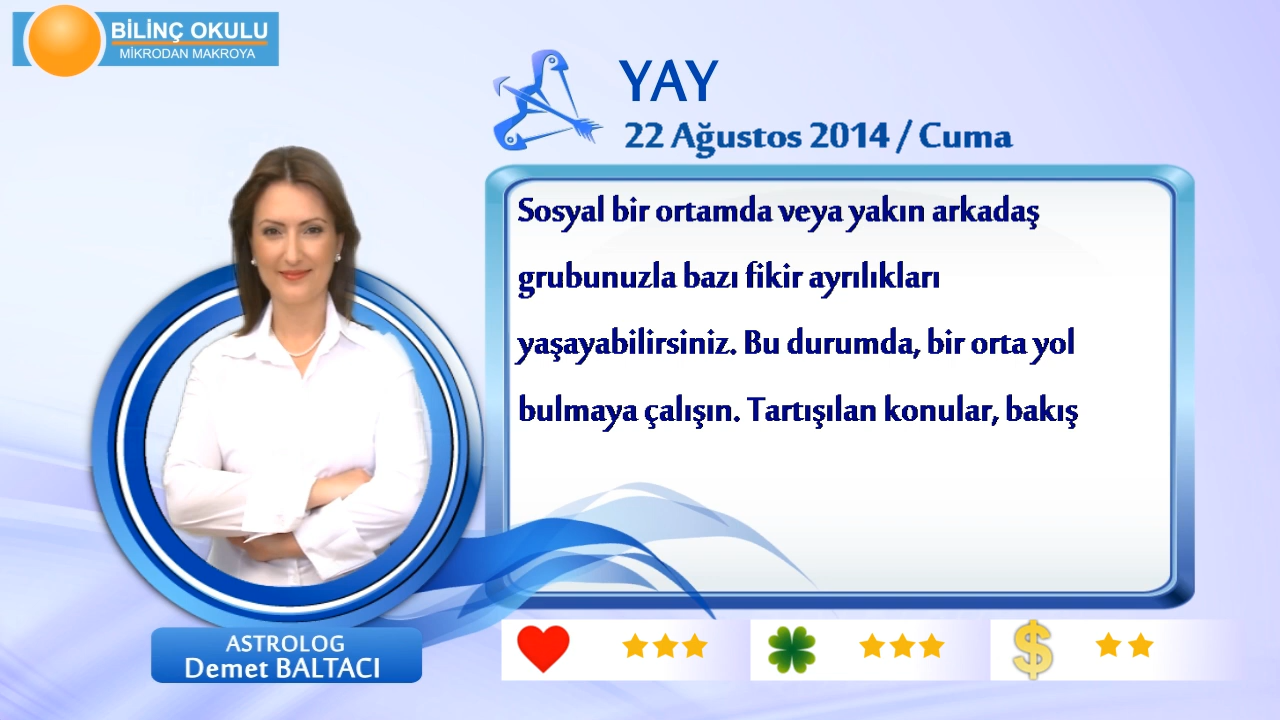 BİLİNÇ OKULU
MİKRODAN MAKROYA
YAY
22 Ağustos 2014 / Cuma
Sosyal bir ortamda veya yakın arkadaş
grubunuzla bazı fikir ayrılıkları
yaşayabilirsiniz. Bu durumda, bir orta yol
bulmaya çalışın. Tartışılan konular, bakış
ASTROLOG
Demet BALTACI